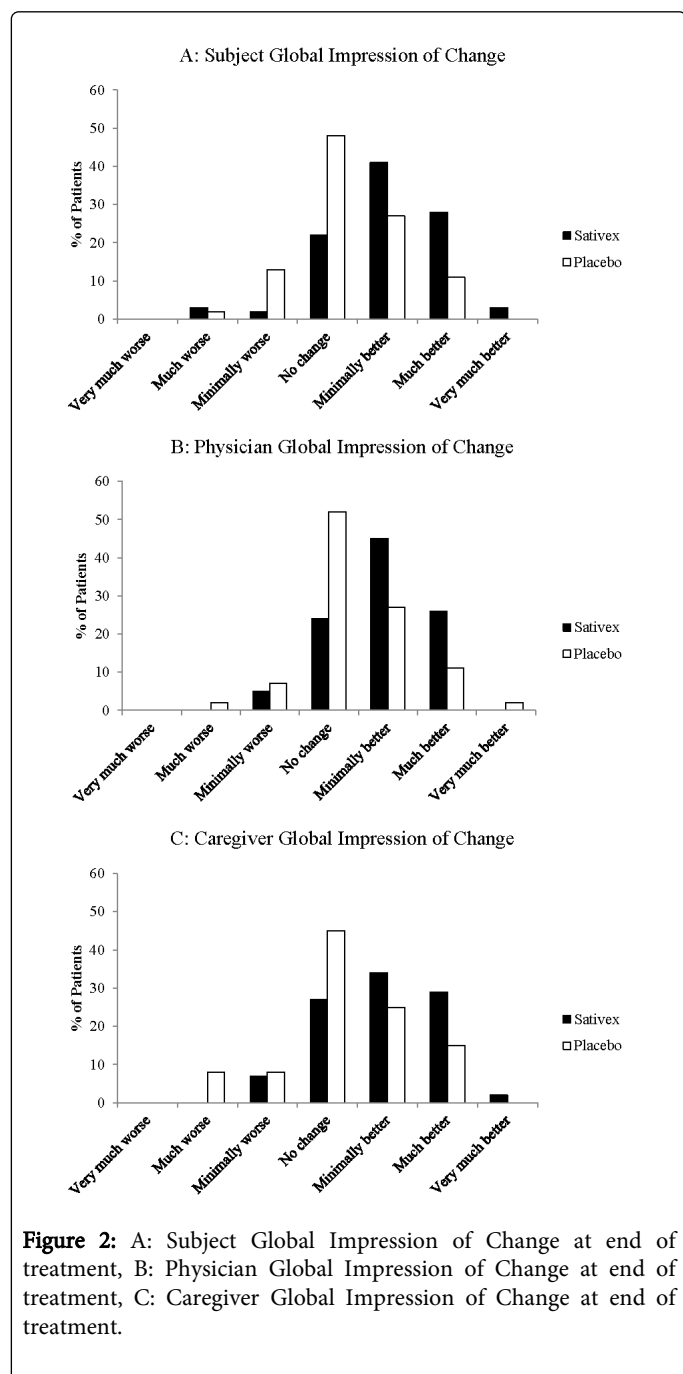 A: Subject Global Impression of Change
60
50
40
30
20
10
0
% of Patients
Very much worse
Much worse
Minimally worse
No change
Minimally better
Much better
Very much better
Sativex
Placebo
B: Physician Global Impression of Change
60
50
40
30
20
10
0
% of Patients
Very much worse
Much worse
Minimally worse
No change
Minimally better
Much better
Very much better
Sativex
Placebo
C: Caregiver Global Impression of Change
60
50
40
30
20
10
0
% of Patients
Very much worse
Much worse
Minimally worse
No change
Minimally better
Much better
Very much better
Sativex
Placebo
Figure 2: A: Subject Global Impression of Change at end of
treatment, B: Physician Global Impression of Change at end of
treatment, C: Caregiver Global Impression of Change at end of
treatment.